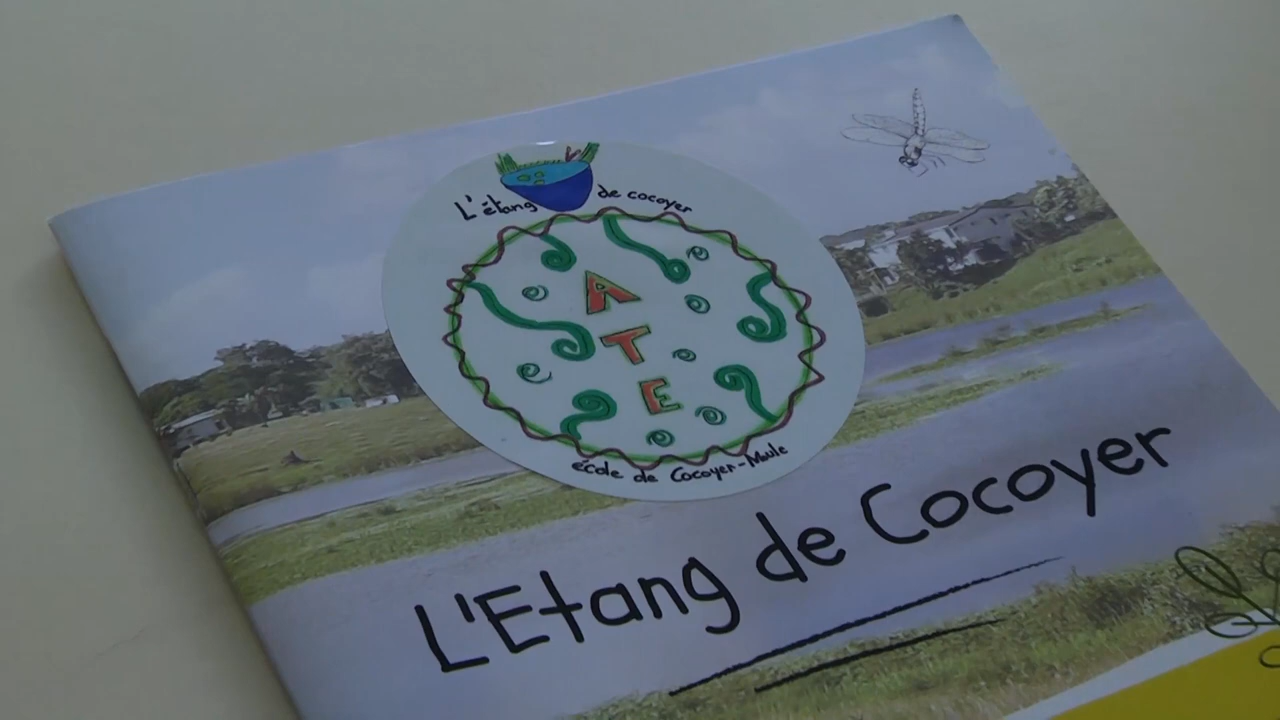 L'étang de cocoyer
A
T
E
école de Cocoyer-Moule
L'Etang de Cocoyer